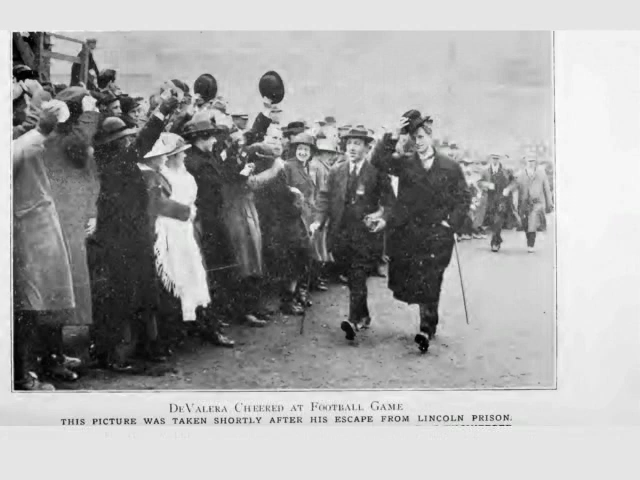 DeValera Cheered at Football Game
THIS PICTURE WAS TAKEN SHORTLY AFTER HIS ESCAPE FROM LINCOLN PRISON.